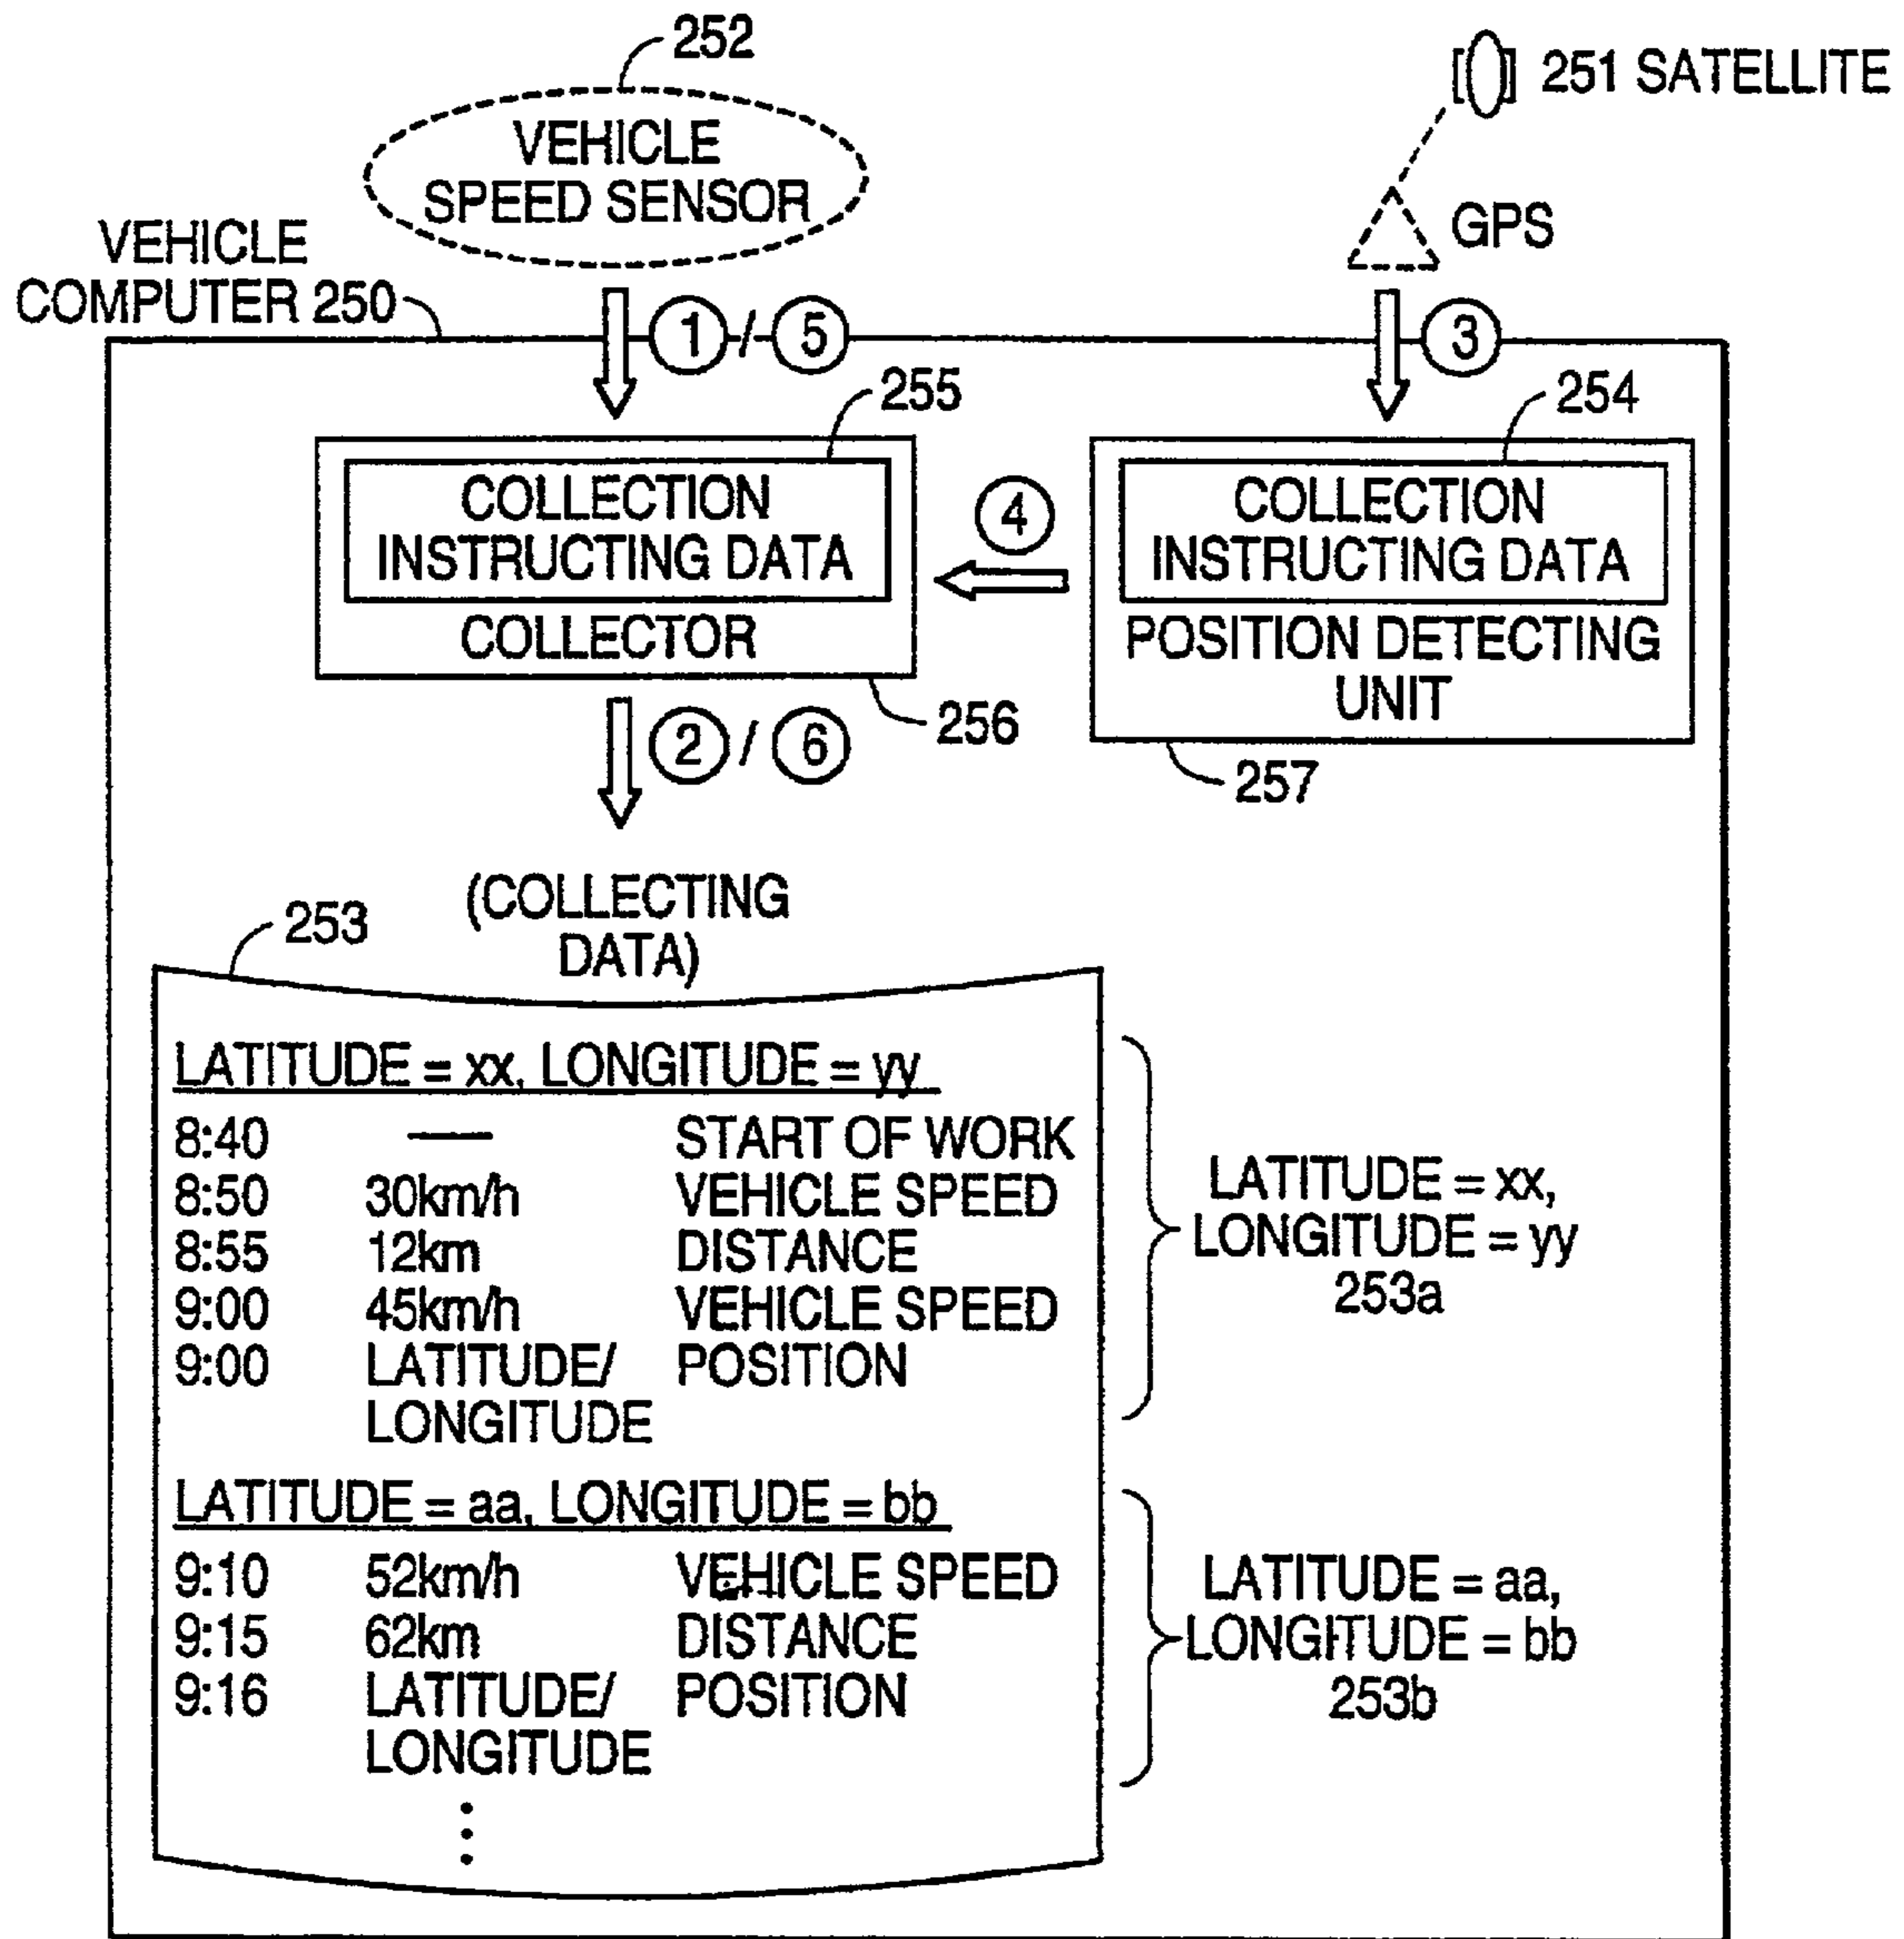 252
[0] 251 SATELLITE
VEHICLE
SPEED SENSOR
GPS
VEHICLE
COMPUTER 250
1 / 5
3
255
254
COLLECTION
INSTRUCTING DATA
COLLECTOR
4
COLLECTION
INSTRUCTING DATA
POSITION DETECTING
UNIT
256
257
2 / 6
(COLLECTING
DATA)
253
LATITUDE = xx, LONGITUDE = yy
8:40 — START OF WORK
8:50 30km/h VEHICLE SPEED
8:55 12km DISTANCE
9:00 45km/h VEHICLE SPEED
9:00 LATITUDE/ POSITION
LONGITUDE
LATITUDE = xx,
LONGITUDE = yy
253a
LATITUDE = aa, LONGITUDE = bb
9:10 52km/h VEHICLE SPEED
9:15 62km DISTANCE
9:16 LATITUDE/ POSITION
LONGITUDE
LATITUDE = aa,
LONGITUDE = bb
253b